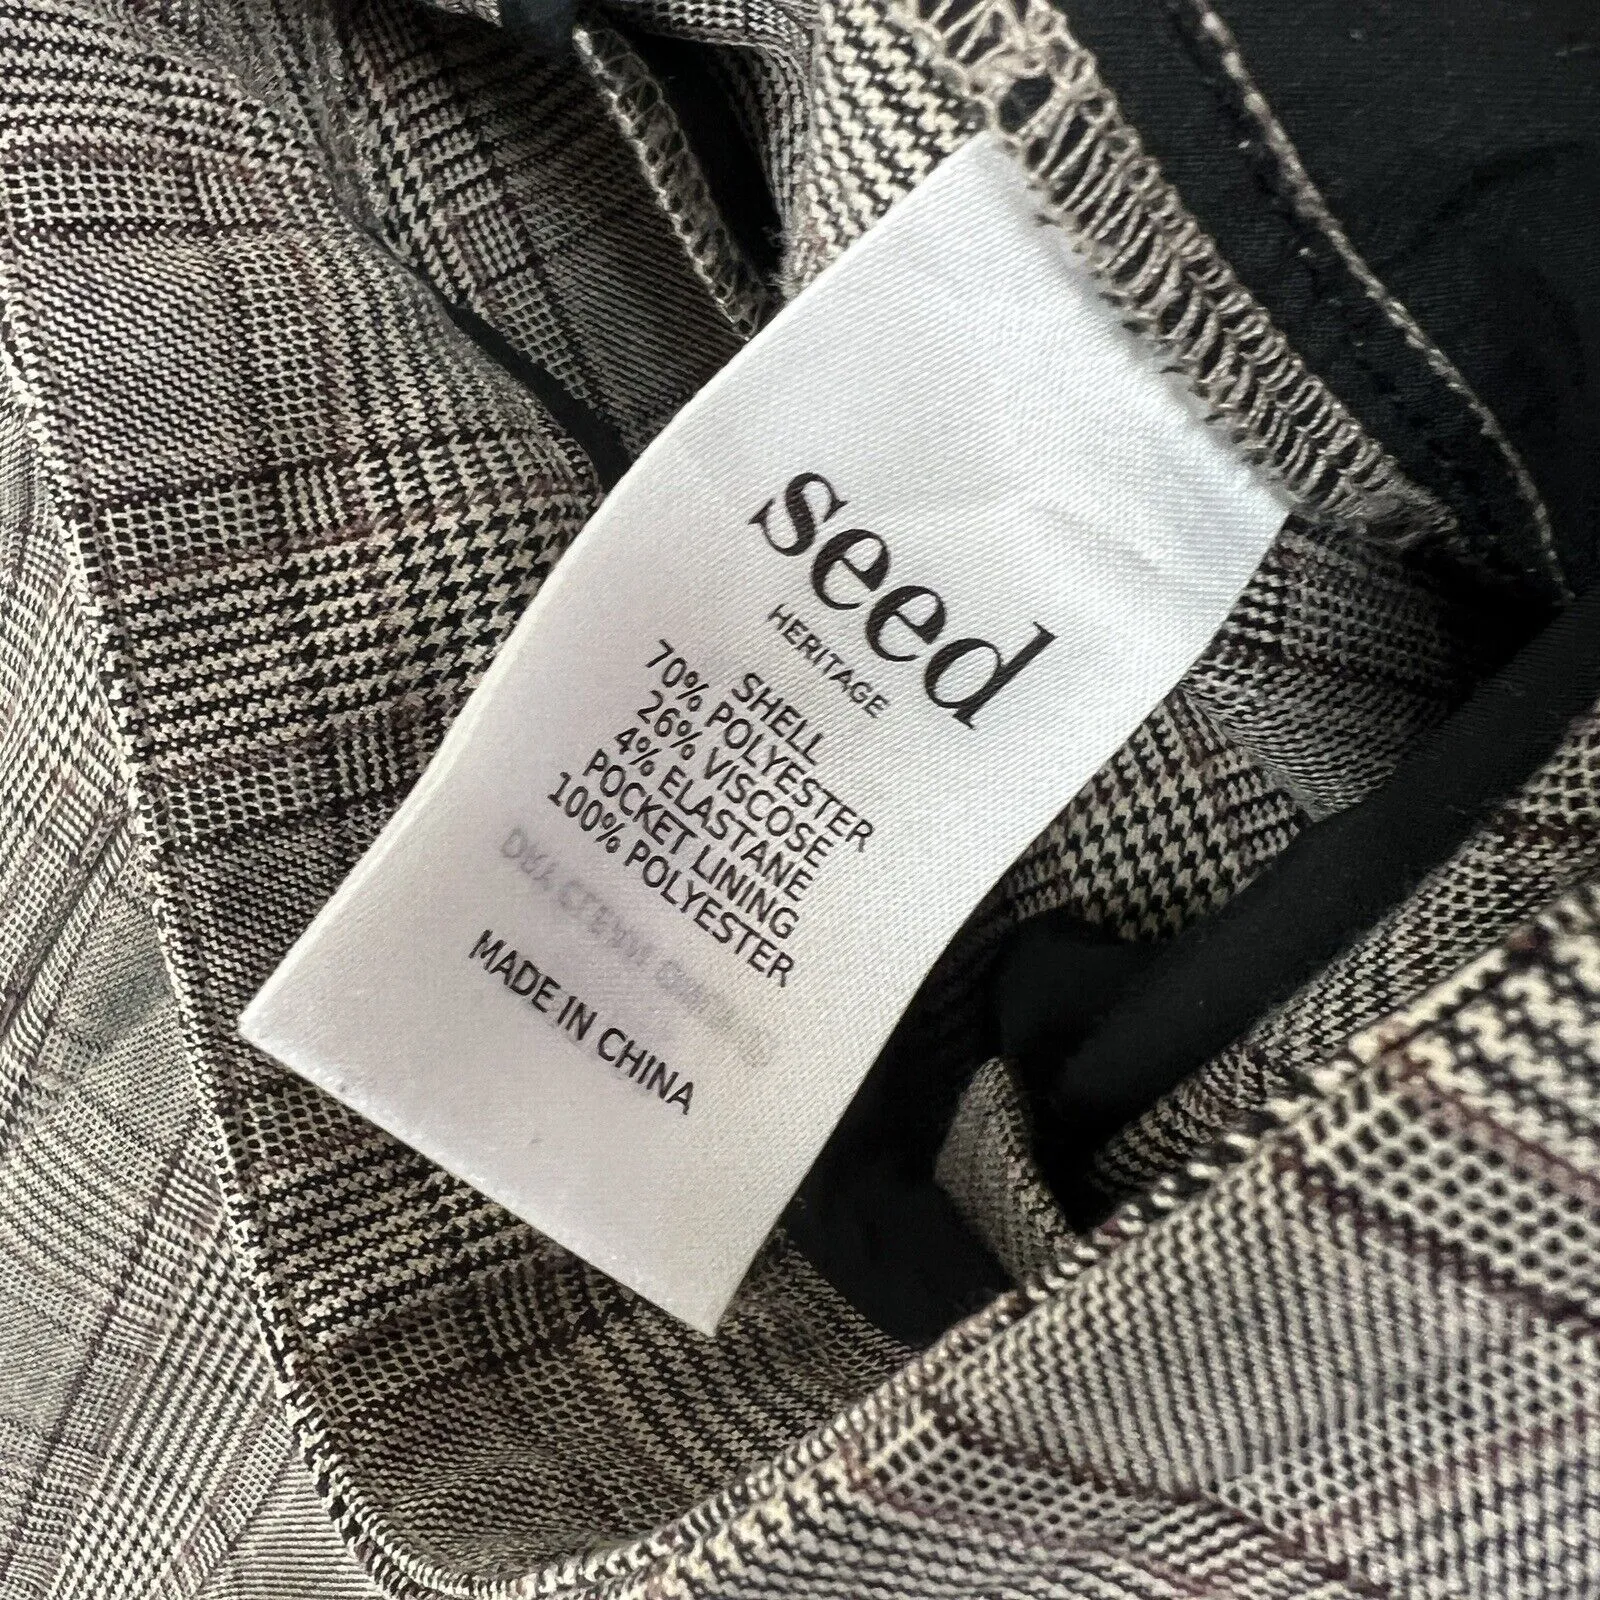 seed
HERITAGE
SHELL
70% POLYESTER
26% VISCOSE
4% ELASTANE
POCKET LINING
100% POLYESTER
MADE IN CHINA